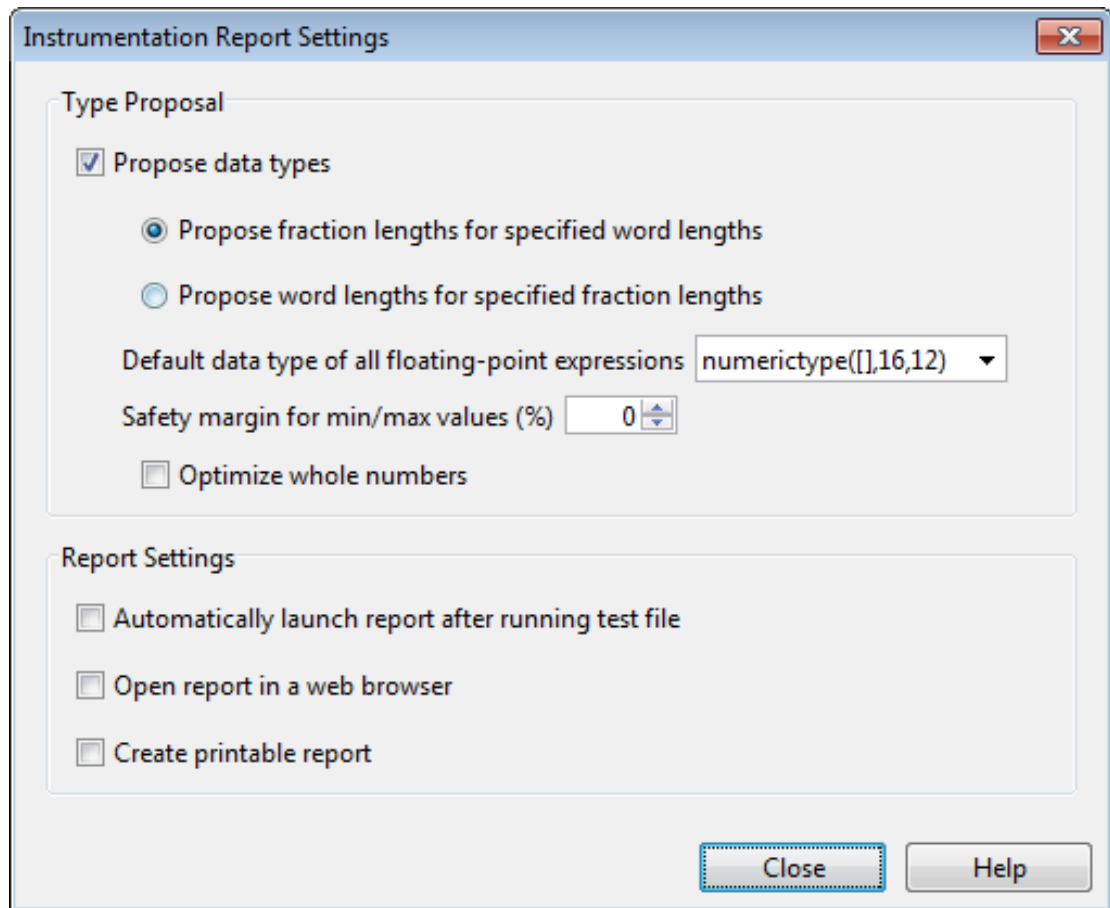 Instrumentation Report Settings
Type Proposal
Propose data types
Propose fraction lengths for specified word lengths
Propose word lengths for specified fraction lengths
Default data type of all floating-point expressions numerictype([],16,12)
Safety margin for min/max values (%) 0
Optimize whole numbers
Report Settings
Automatically launch report after running test file
Open report in a web browser
Create printable report
Close Help